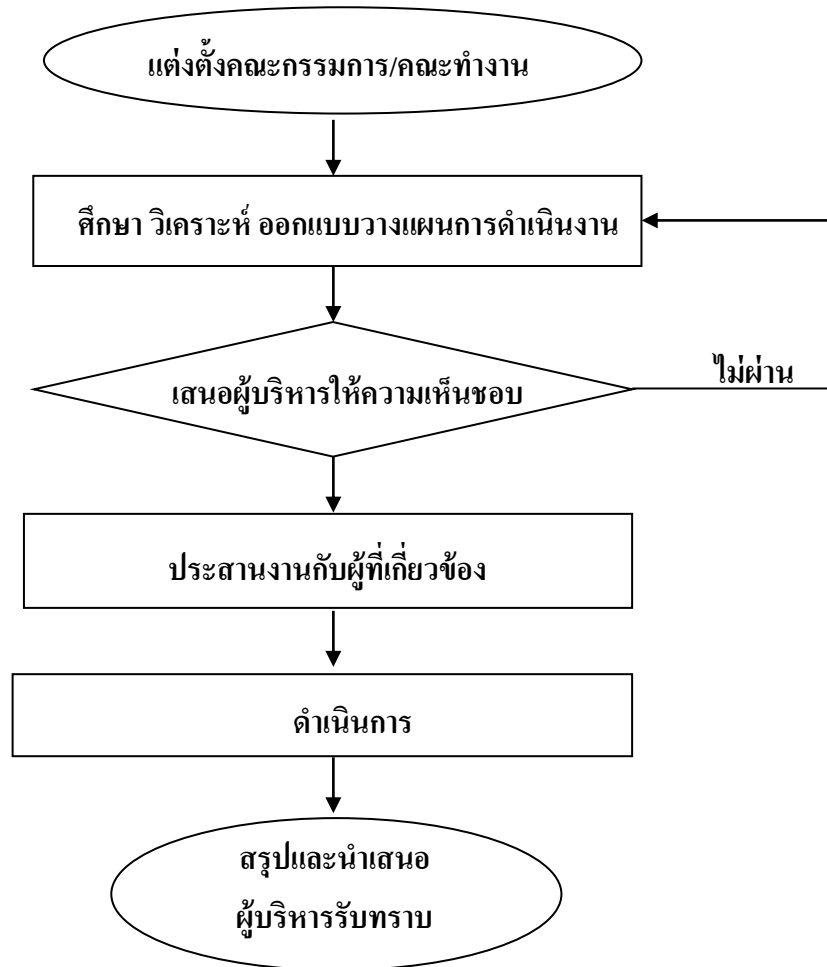 แต่งตั้งคณะกรรมการ/คณะทำงาน
ศึกษา วิเคราะห์ ออกแบบวางแผนการดำเนินงาน
เสนอผู้บริหารให้ความเห็นชอบ
ไม่ผ่าน
ประสานงานกับผู้ที่เกี่ยวข้อง
ดำเนินการ
สรุปและนำเสนอ
ผู้บริหารรับทราบ